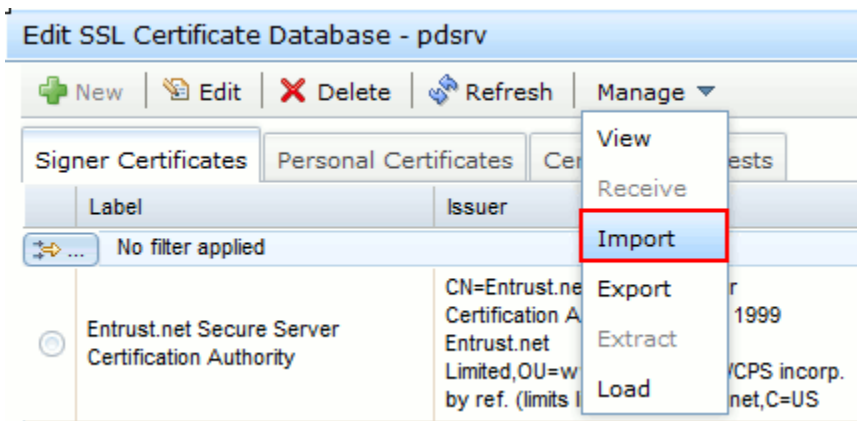 Edit SSL Certificate Database - pdsrv
New Edit Delete Refresh Manage
View
Receive
Import
Export
Extract
Load
Signer Certificates Personal Certificates
Label Issuer
... No filter applied
Entrust.net Secure Server
Certification Authority
CN=Entrust.ne
Certification A 1999
Entrust.net
Limited,OU=w /CPS incorp.
by ref. (limits net,C=US